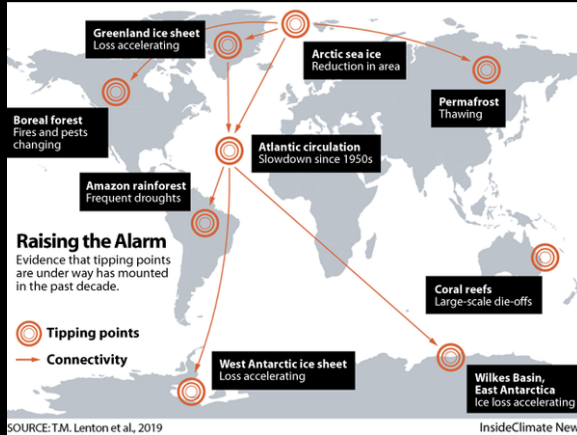 Greenland ice sheet
Loss accelerating
Arctic sea ice
Reduction in area
Permafrost
Thawing
Boreal forest
Fires and pests
changing
Atlantic circulation
Slowdown since 1950s
Amazon rainforest
Frequent droughts
Raising the Alarm
Evidence that tipping points
are under way has mounted
in the past decade.
Coral reefs
Large-scale die-offs
Tipping points
Connectivity
West Antarctic ice sheet
Loss accelerating
Wilkes Basin,
East Antarctica
Ice loss accelerating
SOURCE: T.M. Lenton et al., 2019
InsideClimate New